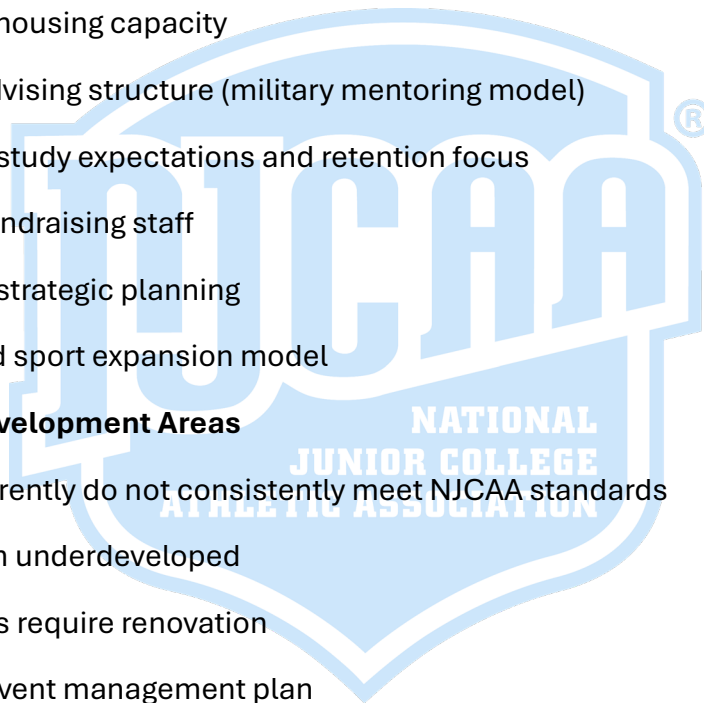 housing capacity
vising structure (military mentoring model)
study expectations and retention focus
ndraising staff
strategic planning
sport expansion model
velopment Areas
rently do not consistently meet NJCAA standards
underdeveloped
s require renovation
vent management plan
NJCAA
®
NATIONAL
JUNIOR COLLEGE
ATHLETIC ASSOCIATION